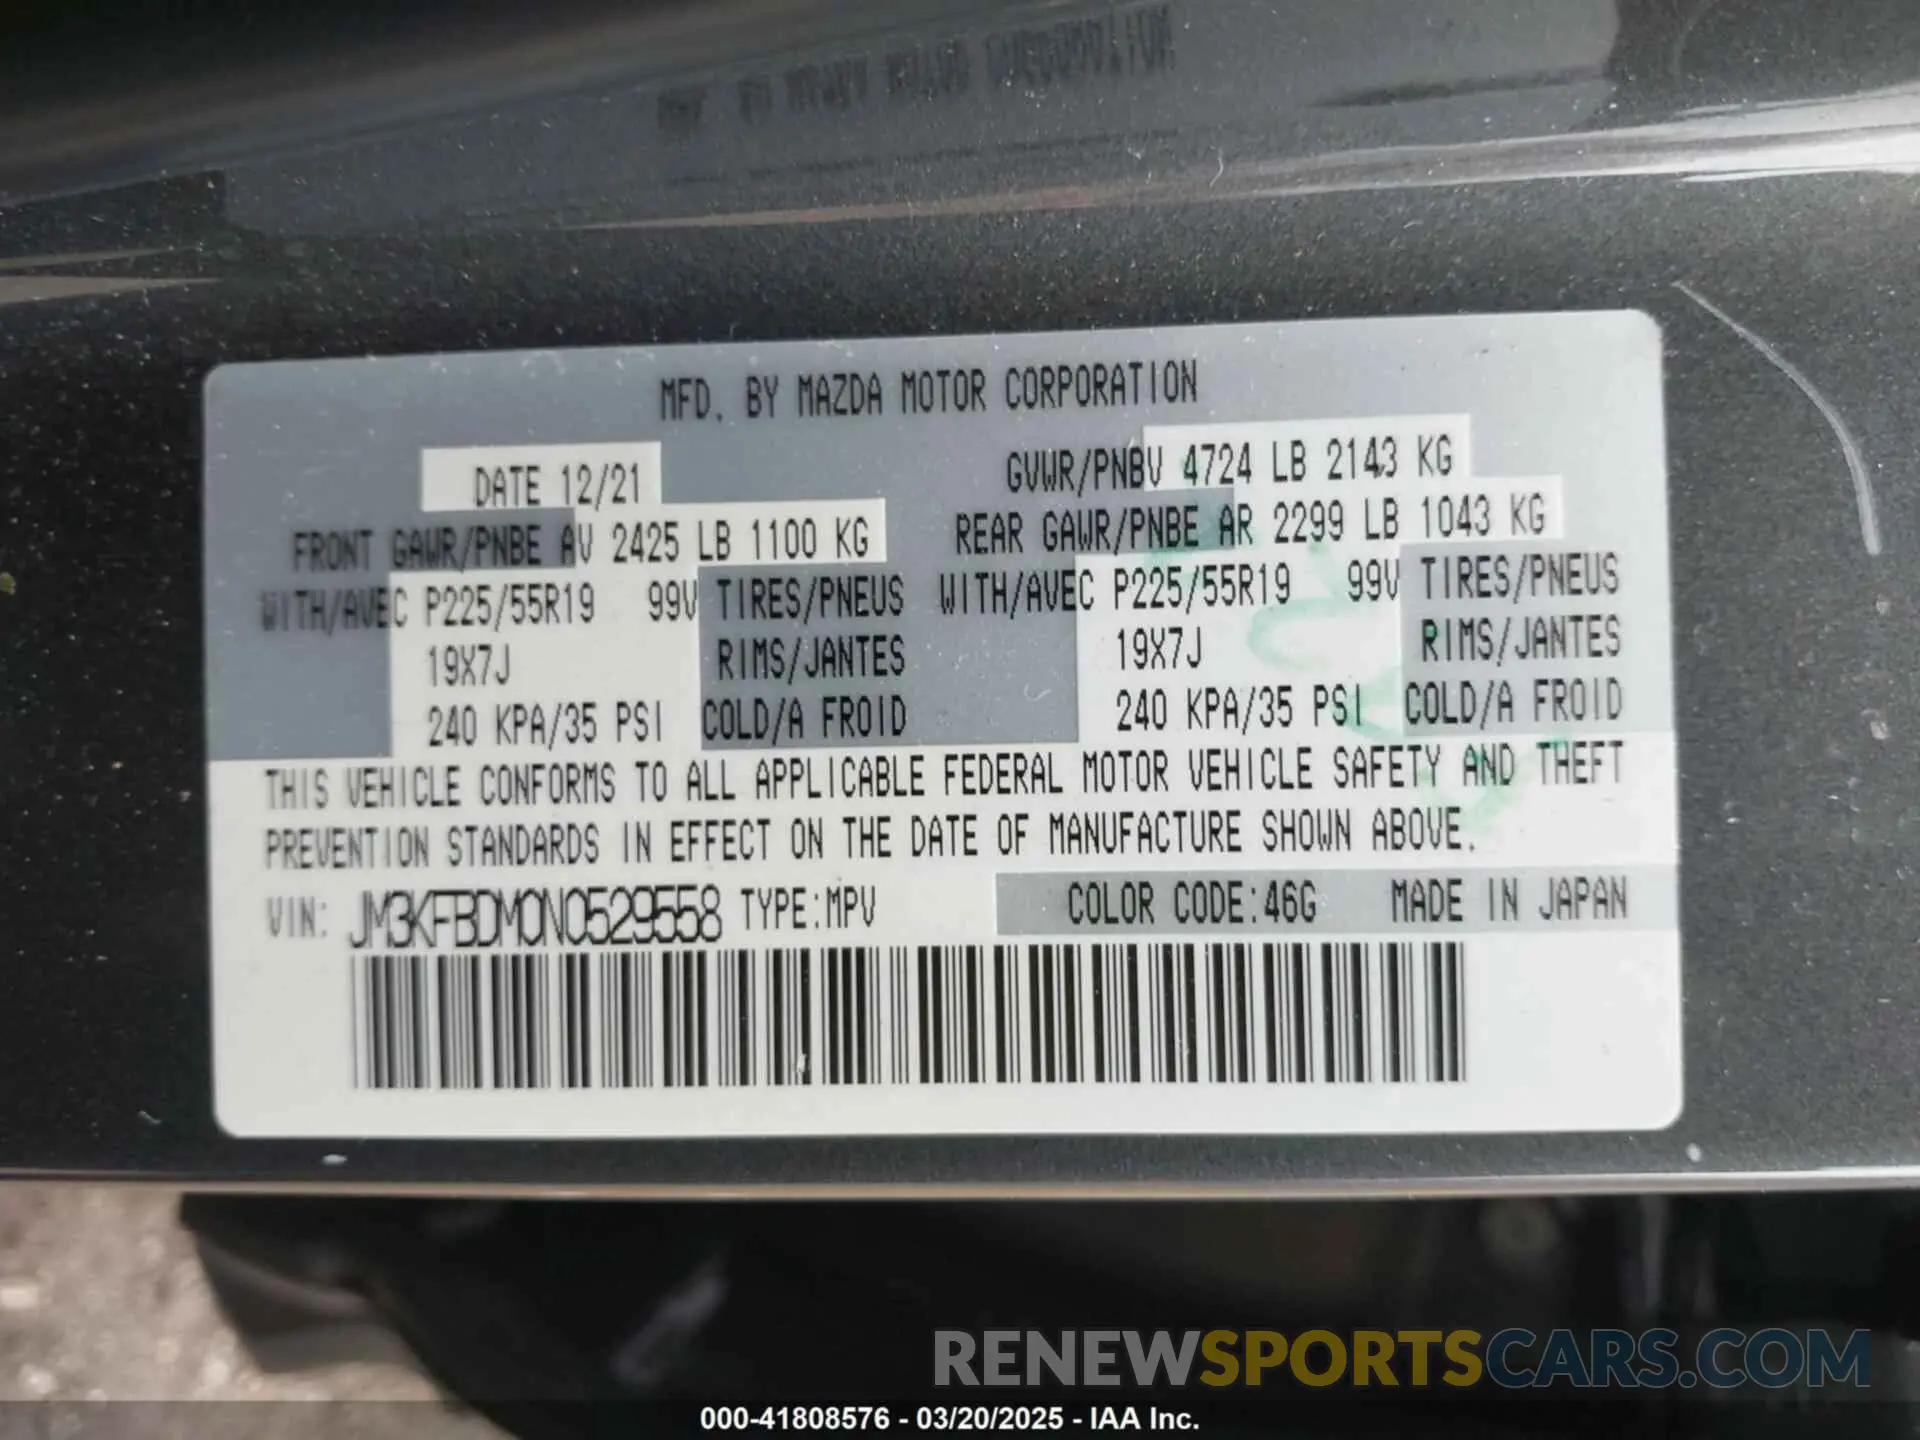 MFD. BY MAZDA MOTOR CORPORATION
DATE 12/21 GVWR/PNBV 4724 LB 2143 KG
FRONT GAWR/PNBE AV 2425 LB 1100 KG REAR GAWR/PNBE AR 2299 LB 1043 KG
WITH/AVEC P225/55R19 99V TIRES/PNEUS WITH/AVEC P225/55R19 99V TIRES/PNEUS
19X7J RIMS/JANTES 19X7J RIMS/JANTES
240 KPA/35 PSI COLD/A FROID 240 KPA/35 PSI COLD/A FROID
THIS VEHICLE CONFORMS TO ALL APPLICABLE FEDERAL MOTOR VEHICLE SAFETY AND THEFT
PREVENTION STANDARDS IN EFFECT ON THE DATE OF MANUFACTURE SHOWN ABOVE.
VIN: JM3KFBDM0N0529558 TYPE:MPV COLOR CODE:46G MADE IN JAPAN
RENEWSPORTSCARS.COM
000-41808576 - 03/20/2025 - IAA Inc.